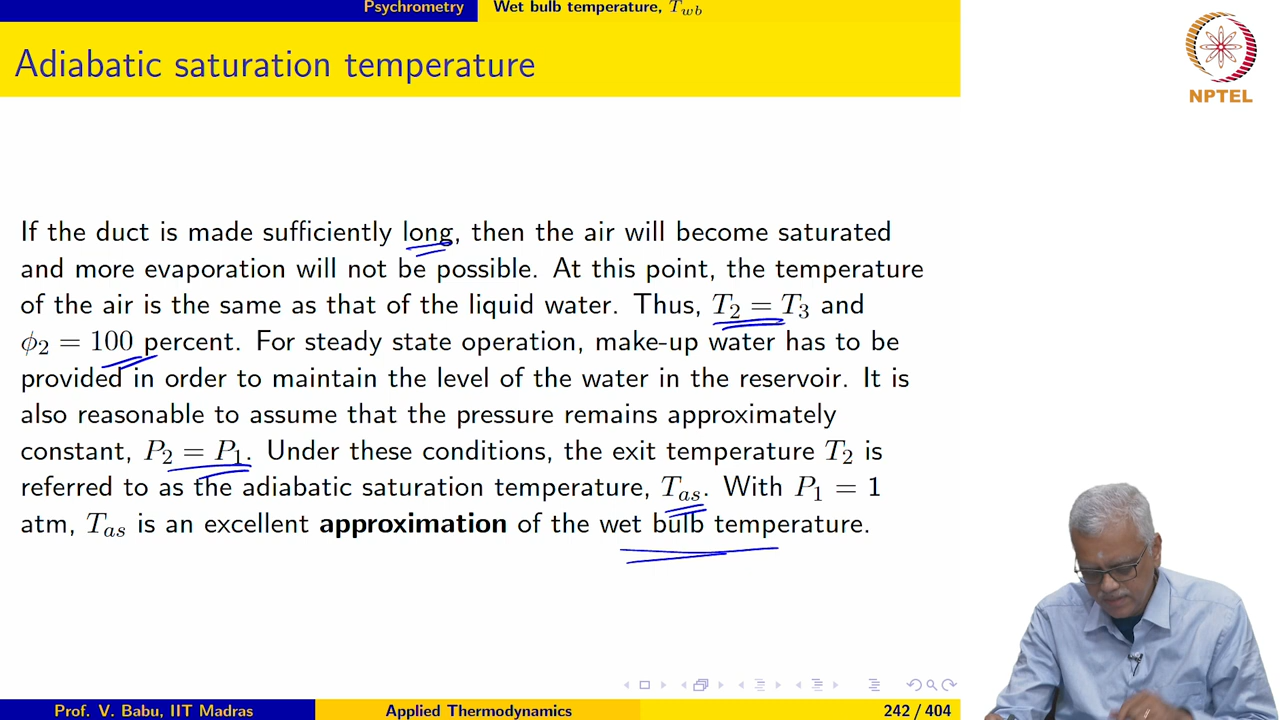 Psychrometry Wet bulb temperature, T_wb
Adiabatic saturation temperature
NPTEL
If the duct is made sufficiently long, then the air will become saturated
and more evaporation will not be possible. At this point, the temperature
of the air is the same as that of the liquid water. Thus, T₂ = T₃ and
ϕ₂ = 100 percent. For steady state operation, make-up water has to be
provided in order to maintain the level of the water in the reservoir. It is
also reasonable to assume that the pressure remains approximately
constant, P₂ = P₁. Under these conditions, the exit temperature T₂ is
referred to as the adiabatic saturation temperature, T_as. With P₁ = 1
atm, T_as is an excellent approximation of the wet bulb temperature.
Prof. V. Babu, IIT Madras Applied Thermodynamics 242 / 404